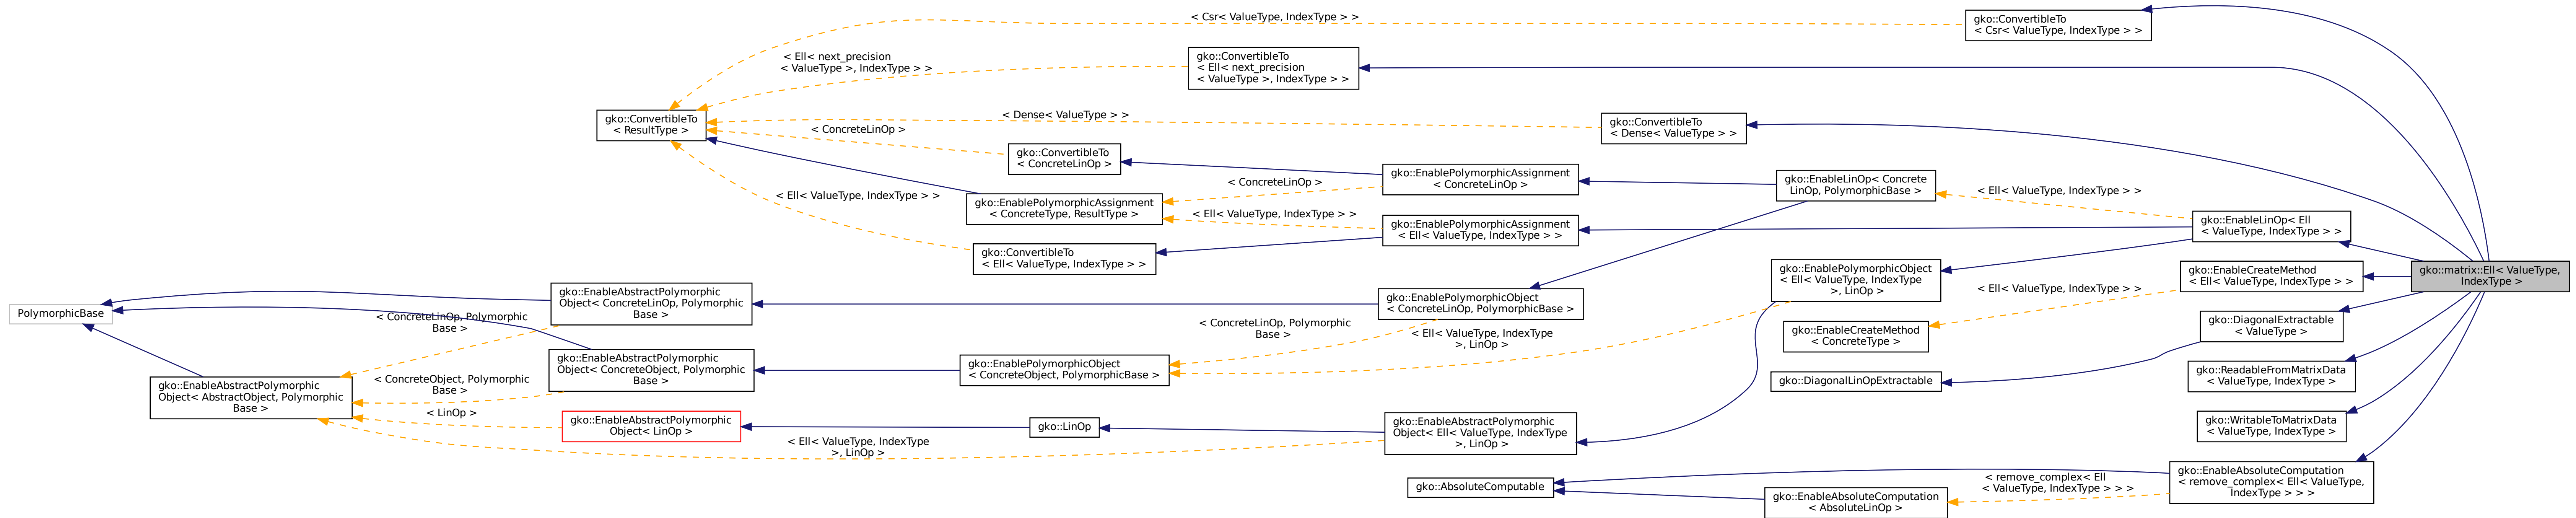 < Csr< ValueType, IndexType > >
gko::ConvertibleTo
< Csr< ValueType, IndexType > >
< Ell< next_precision
< ValueType >, IndexType > >
gko::ConvertibleTo
< Ell< next_precision
< ValueType >, IndexType > >
gko::ConvertibleTo
< ResultType >
< Dense< ValueType > >
gko::ConvertibleTo
< Dense< ValueType > >
< ConcreteLinOp >
gko::ConvertibleTo
< ConcreteLinOp >
gko::EnablePolymorphicAssignment
< ConcreteLinOp >
< ConcreteLinOp >
gko::EnableLinOp< Concrete
LinOp, PolymorphicBase >
< Ell< ValueType, IndexType > >
< Ell< ValueType, IndexType > >
gko::EnablePolymorphicAssignment
< ConcreteType, ResultType >
< Ell< ValueType, IndexType > >
gko::EnablePolymorphicAssignment
< Ell< ValueType, IndexType > >
gko::EnableLinOp< Ell
< ValueType, IndexType > >
gko::ConvertibleTo
< Ell< ValueType, IndexType > >
gko::EnablePolymorphicObject
< Ell< ValueType, IndexType
>, LinOp >
gko::EnableCreateMethod
< Ell< ValueType, IndexType > >
gko::matrix::Ell< ValueType,
IndexType >
< Ell< ValueType, IndexType > >
PolymorphicBase
gko::EnableAbstractPolymorphic
Object< ConcreteLinOp, Polymorphic
Base >
gko::EnablePolymorphicObject
< ConcreteLinOp, PolymorphicBase >
< ConcreteLinOp, Polymorphic
Base >
< ConcreteLinOp, Polymorphic
Base >
< Ell< ValueType, IndexType
>, LinOp >
gko::EnableCreateMethod
< ConcreteType >
gko::DiagonalExtractable
< ValueType >
gko::EnableAbstractPolymorphic
Object< ConcreteObject, Polymorphic
Base >
gko::EnablePolymorphicObject
< ConcreteObject, PolymorphicBase >
gko::DiagonalLinOpExtractable
gko::ReadableFromMatrixData
< ValueType, IndexType >
gko::EnableAbstractPolymorphic
Object< AbstractObject, Polymorphic
Base >
< ConcreteObject, Polymorphic
Base >
< LinOp >
gko::EnableAbstractPolymorphic
Object< LinOp >
gko::LinOp
gko::EnableAbstractPolymorphic
Object< Ell< ValueType, IndexType
>, LinOp >
gko::WritableToMatrixData
< ValueType, IndexType >
< Ell< ValueType, IndexType
>, LinOp >
gko::AbsoluteComputable
gko::EnableAbsoluteComputation
< AbsoluteLinOp >
< remove_complex< Ell
< ValueType, IndexType > > >
gko::EnableAbsoluteComputation
< remove_complex< Ell< ValueType,
IndexType > > >